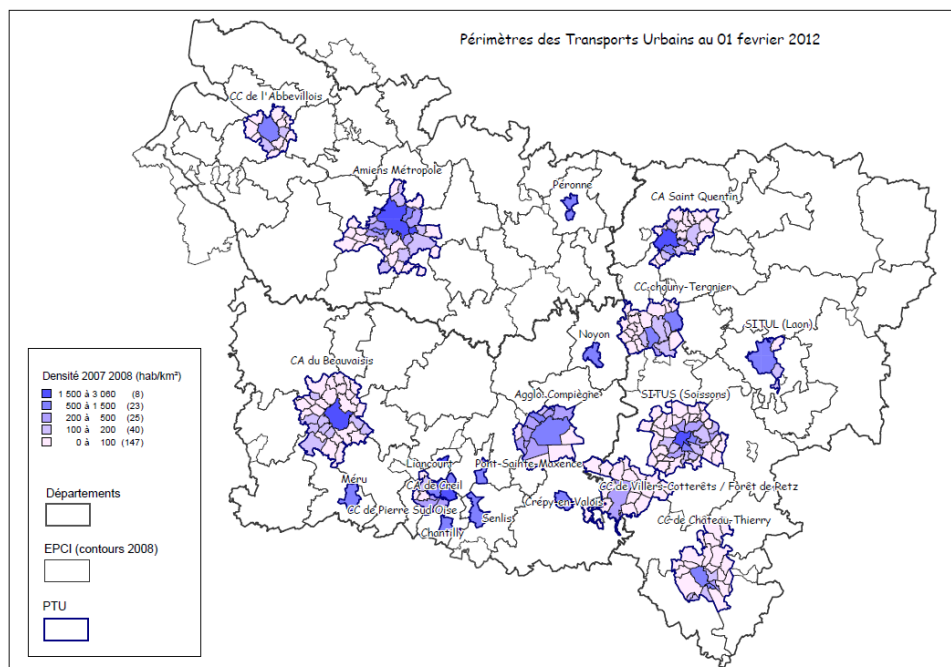 Périmètres des Transports Urbains au 01 fevrier 2012
CC de l'Abbevillois
Amiens Métropole
Péronne
CA Saint Quentin
CC chauny-Tergnier
Noyon
SITUL (Laon)
CA du Beauvaisis
Agglo Compiègne
SITUS (Soissons)
Liancourt
Pont-Sainte-Maxence
Méru
CA de Creil
CC de Villers-Cotterêts / Forêt de Retz
CC de Pierre Sud Oise
Senlis
Crépy-en-Valois
Chantilly
CC de Château-Thierry
Densité 2007 2008 (hab/km²)
1 500 à 3 060 (8)
500 à 1 500 (23)
200 à 500 (25)
100 à 200 (40)
0 à 100 (147)
Départements
EPCI (contours 2008)
PTU